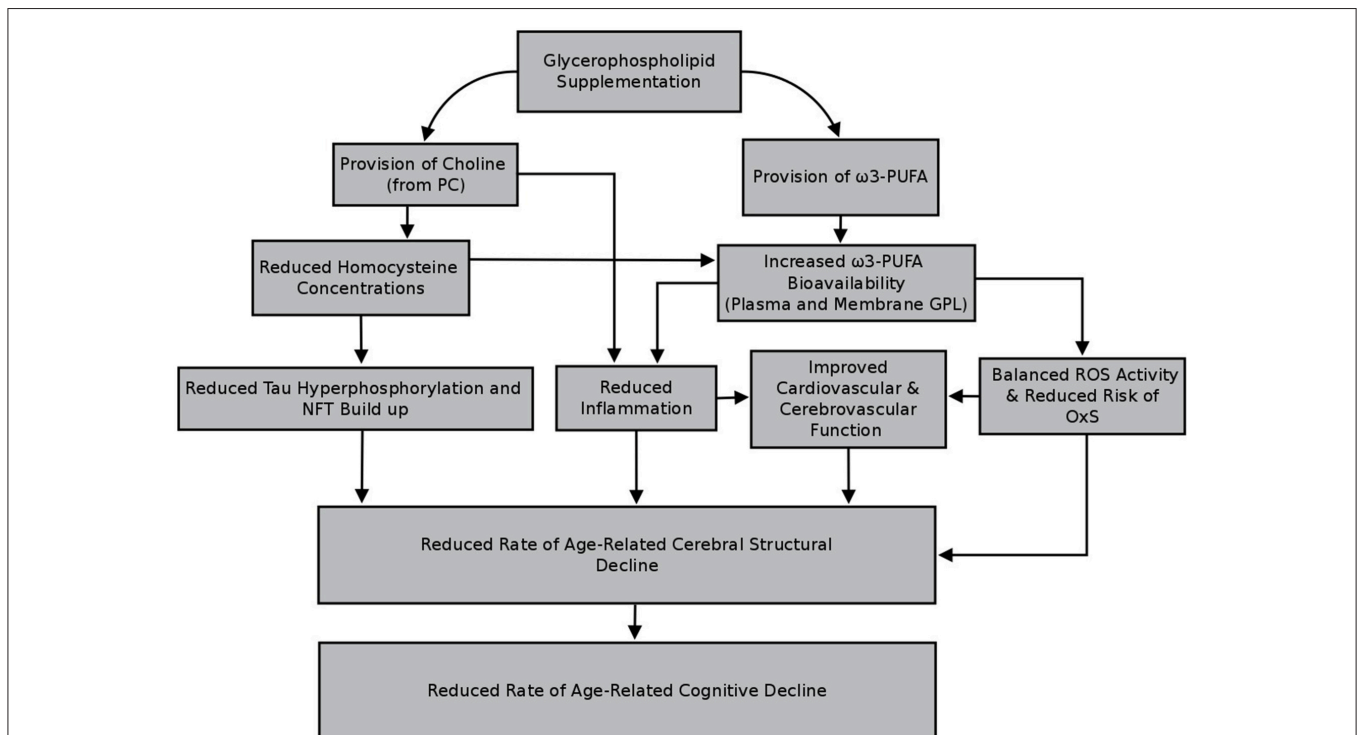 Glycerophospholipid
Supplementation
Provision of Choline
(from PC)
Provision of ω3-PUFA
Reduced Homocysteine
Concentrations
Increased ω3-PUFA
Bioavailability
(Plasma and Membrane GPL)
Reduced Tau Hyperphosphorylation and
NFT Build up
Reduced
Inflammation
Improved
Cardiovascular &
Cerebrovascular
Function
Balanced ROS Activity
& Reduced Risk of
OxS
Reduced Rate of Age-Related Cerebral Structural
Decline
Reduced Rate of Age-Related Cognitive Decline